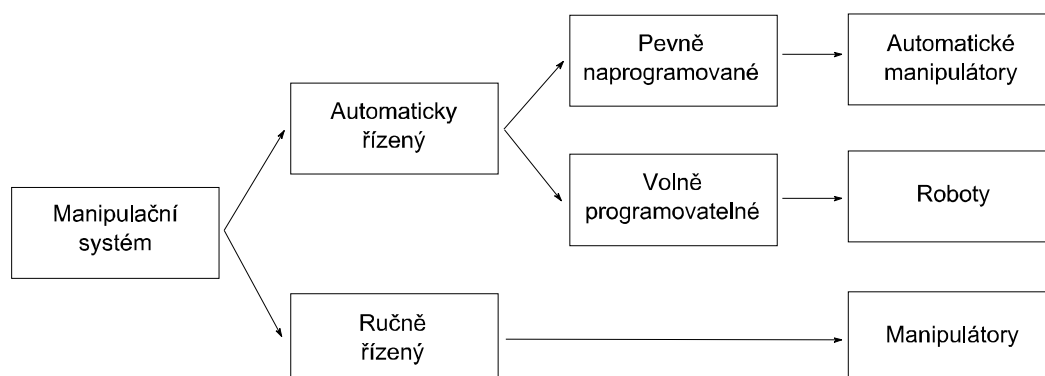 Pevně
naprogramované
Automatické
manipulátory
Automaticky
řízený
Volně
programovatelné
Roboty
Manipulační
systém
Ručně
řízený
Manipulátory